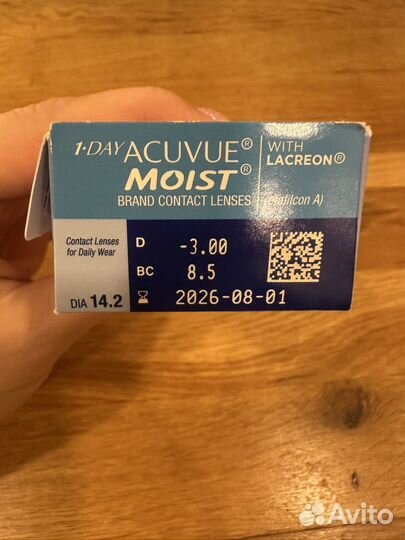 1·DAY ACUVUE® MOIST®
BRAND CONTACT LENSES
WITH
LACREON®
(etafilcon A)
Contact Lenses
for Daily Wear
DIA 14.2
D -3.00
BC 8.5
2026-08-01
Avito